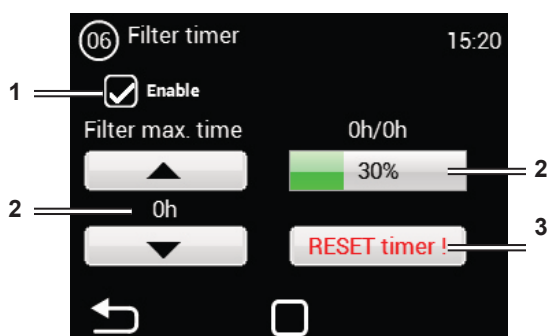 06 Filter timer 15:20
1 Enable
Filter max. time 0h/0h
30% 2
2 0h
3
RESET timer !